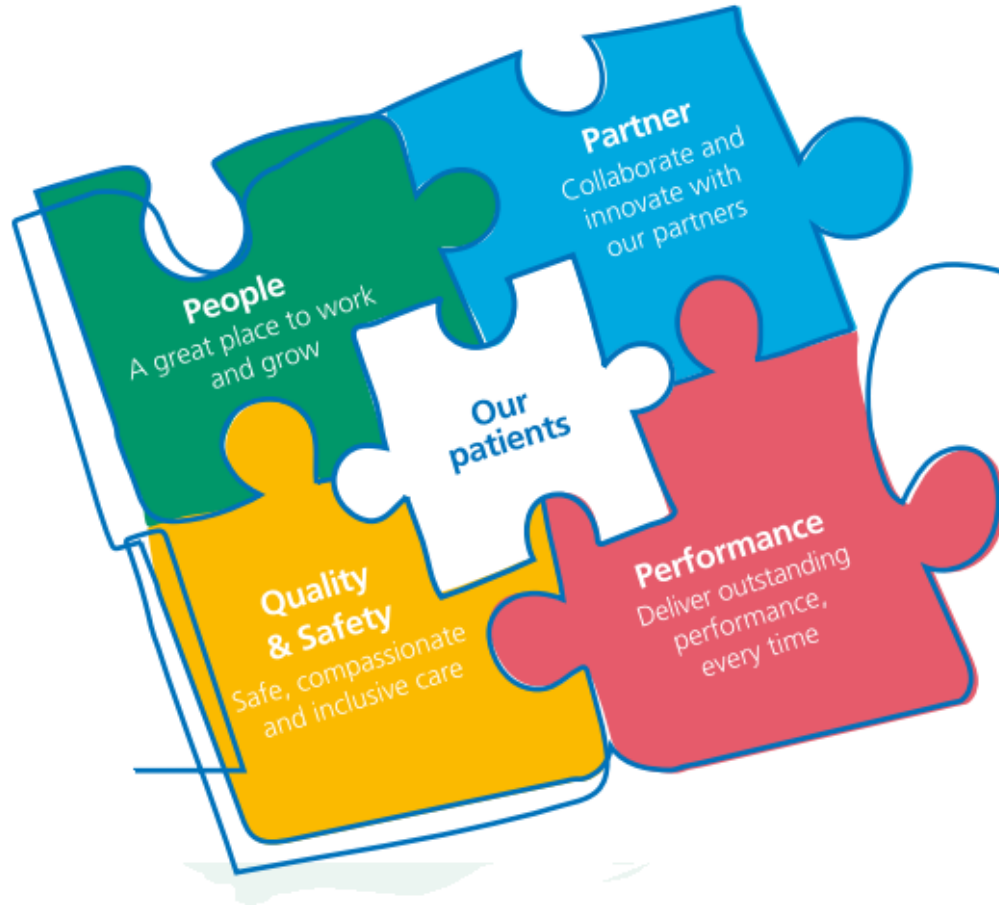 People
A great place to work
and grow
Partner
Collaborate and
innovate with
our partners
Our
patients
Quality
& Safety
Safe, compassionate
and inclusive care
Performance
Deliver outstanding
performance,
every time